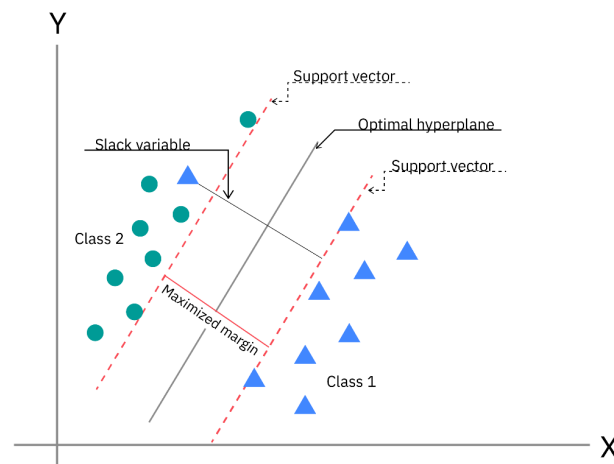 Y
Support vector
Optimal hyperplane
Slack variable
Support vector
Class 2
Maximized margin
Class 1
X